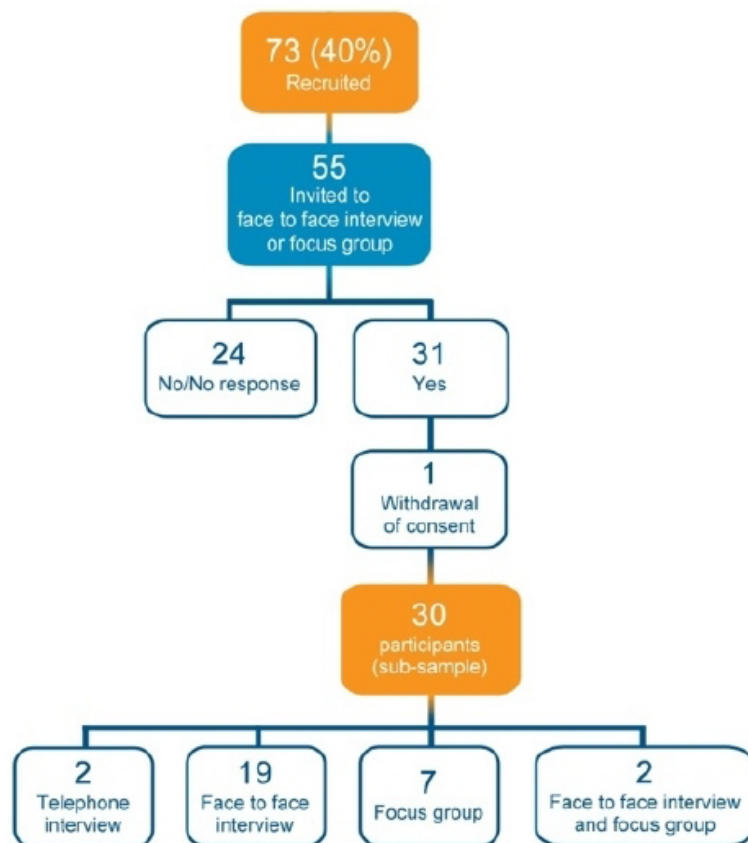 73 (40%)
Recruited
55
Invited to
face to face interview
or focus group
24
No/No response
31
Yes
1
Withdrawal
of consent
30
participants
(sub-sample)
2
Telephone
interview
19
Face to face
interview
7
Focus group
2
Face to face interview
and focus group